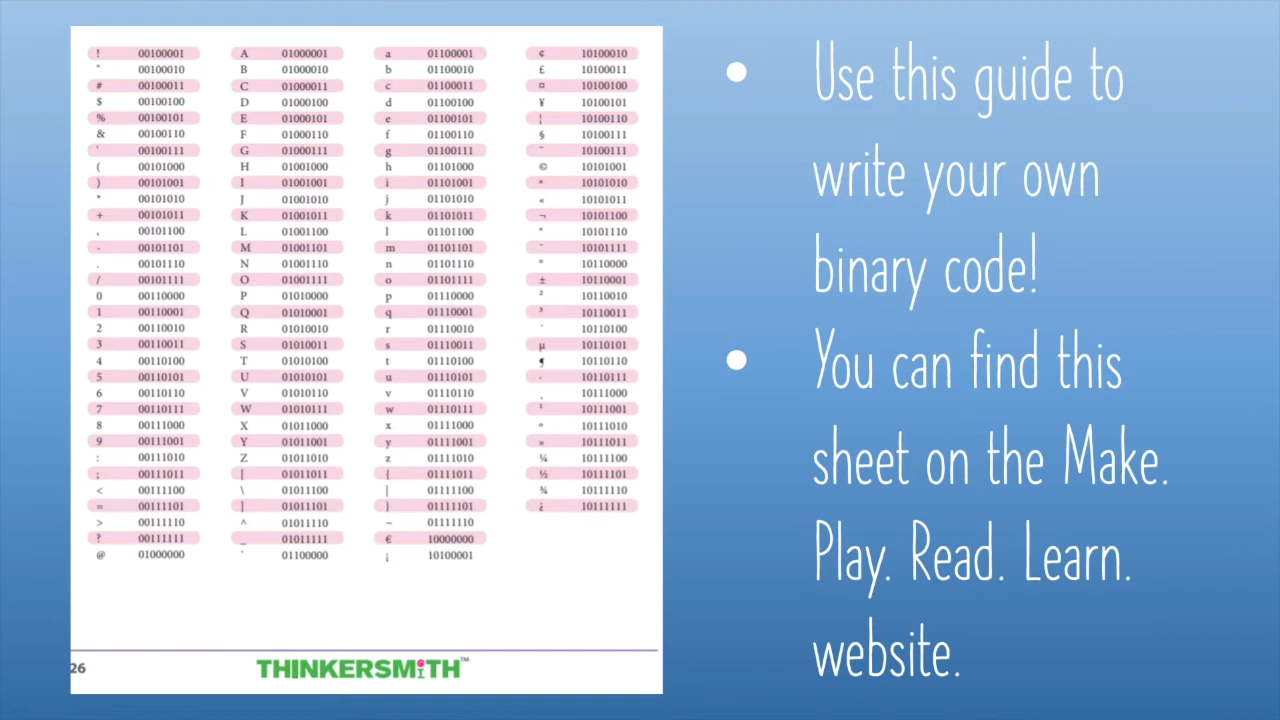 ! 00100001 A 01000001 a 01100001 ¢ 10100010
" 00100010 B 01000010 b 01100010 £ 10100011
# 00100011 C 01000011 c 01100011 ¤ 10100100
$ 00100100 D 01000100 d 01100100 ¥ 10100101
% 00100101 E 01000101 e 01100101 ¦ 10100110
& 00100110 F 01000110 f 01100110 § 10100111
' 00100111 G 01000111 g 01100111 ¨ 10100111
( 00101000 H 01001000 h 01101000 © 10101001
) 00101001 I 01001001 i 01101001 ª 10101010
* 00101010 J 01001010 j 01101010 « 10101011
+ 00101011 K 01001011 k 01101011 ¬ 10101100
, 00101100 L 01001100 l 01101100 ® 10101110
- 00101101 M 01001101 m 01101101 ¯ 10101111
. 00101110 N 01001110 n 01101110 ° 10110000
/ 00101111 O 01001111 o 01101111 ± 10110001
0 00110000 P 01010000 p 01110000 ² 10110010
1 00110001 Q 01010001 q 01110001 ³ 10110011
2 00110010 R 01010010 r 01110010 ´ 10110100
3 00110011 S 01010011 s 01110011 µ 10110101
4 00110100 T 01010100 t 01110100 ¶ 10110110
5 00110101 U 01010101 u 01110101 · 10110111
6 00110110 V 01010110 v 01110110 ¸ 10111000
7 00110111 W 01010111 w 01110111 ¹ 10111001
8 00111000 X 01011000 x 01111000 º 10111010
9 00111001 Y 01011001 y 01111001 » 10111011
: 00111010 Z 01011010 z 01111010 ¼ 10111100
; 00111011 [ 01011011 { 01111011 ½ 10111101
< 00111100 \ 01011100 | 01111100 ¾ 10111110
= 00111101 ] 01011101 } 01111101 ¿ 10111111
> 00111110 ^ 01011110 ~ 01111110
? 00111111 _ 01011111 € 10000000
@ 01000000 ` 01100000 ¡ 10100001
26 THINKERSMITH™
• Use this guide to
write your own
binary code!
• You can find this
sheet on the Make.
Play. Read. Learn.
website.